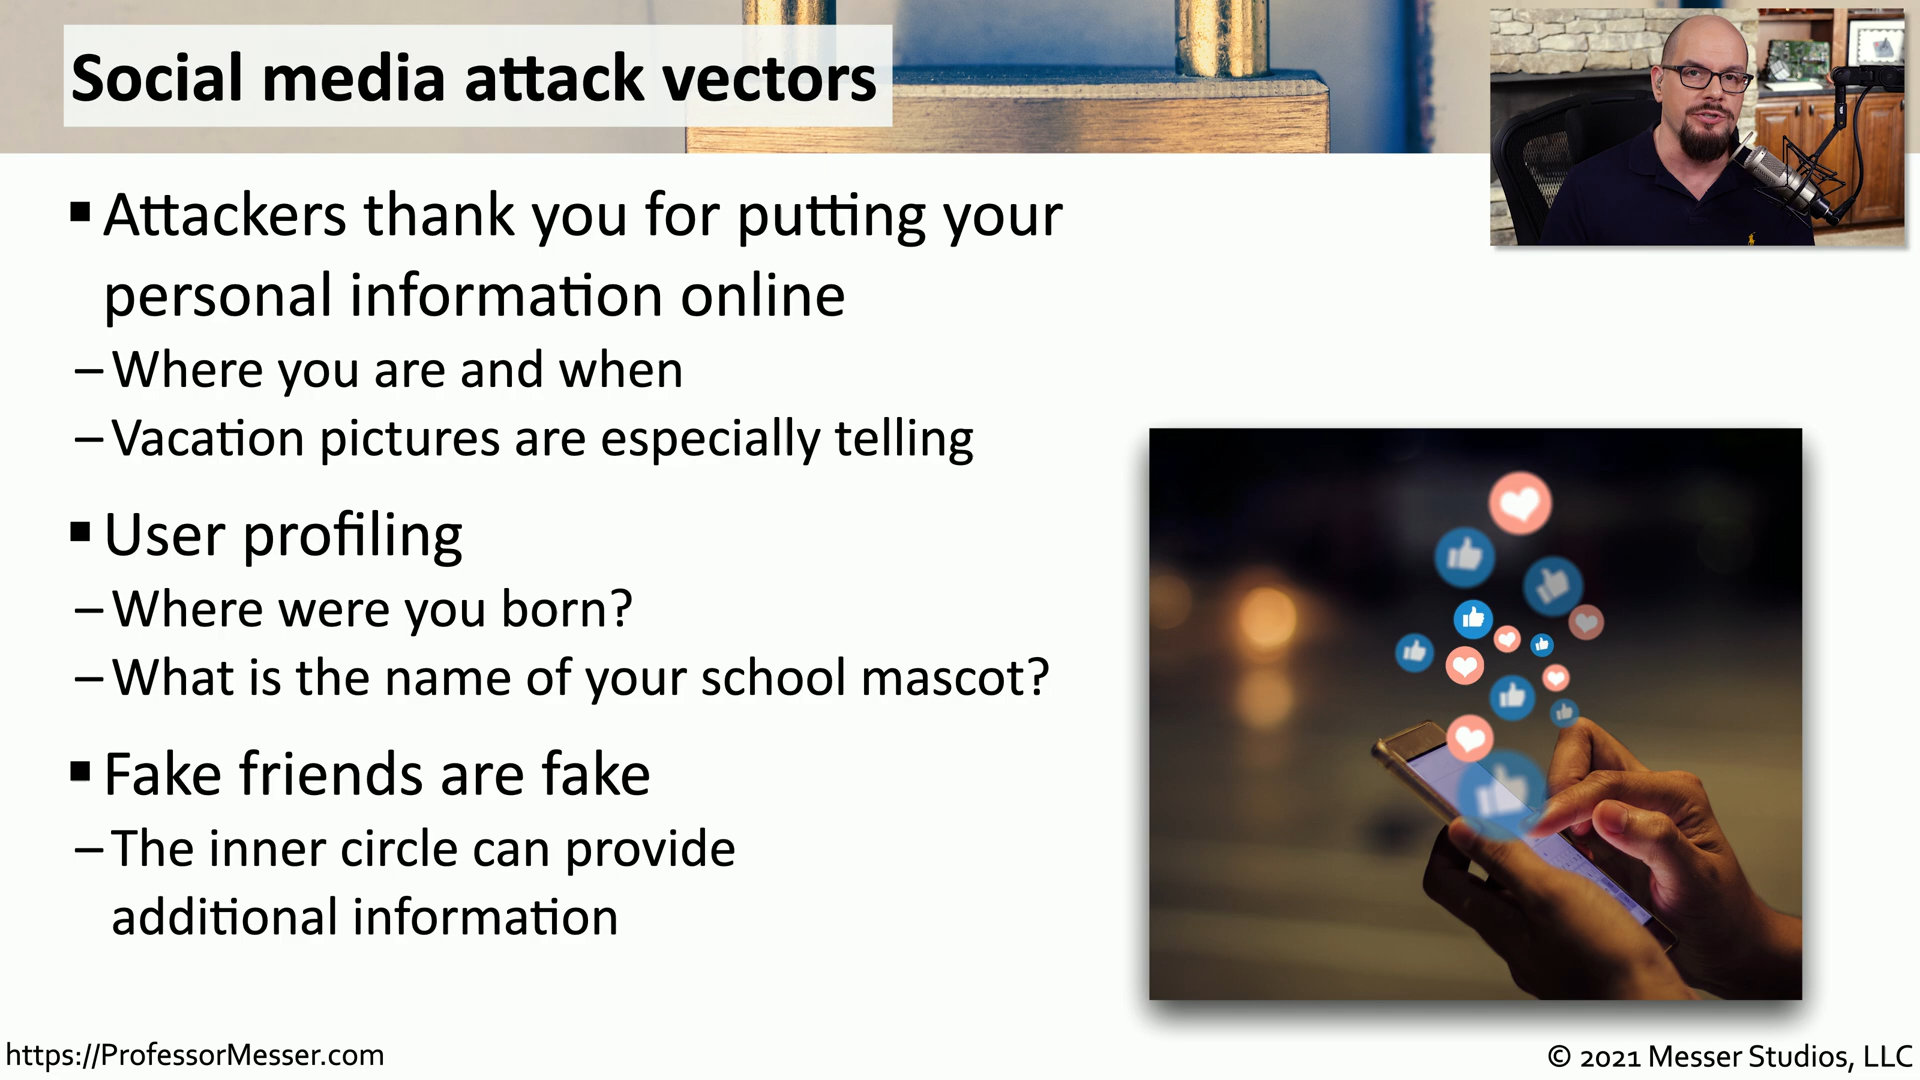 Social media attack vectors
▪ Attackers thank you for putting your
personal information online
– Where you are and when
– Vacation pictures are especially telling
▪ User profiling
– Where were you born?
– What is the name of your school mascot?
▪ Fake friends are fake
– The inner circle can provide
additional information
https://ProfessorMesser.com
© 2021 Messer Studios, LLC